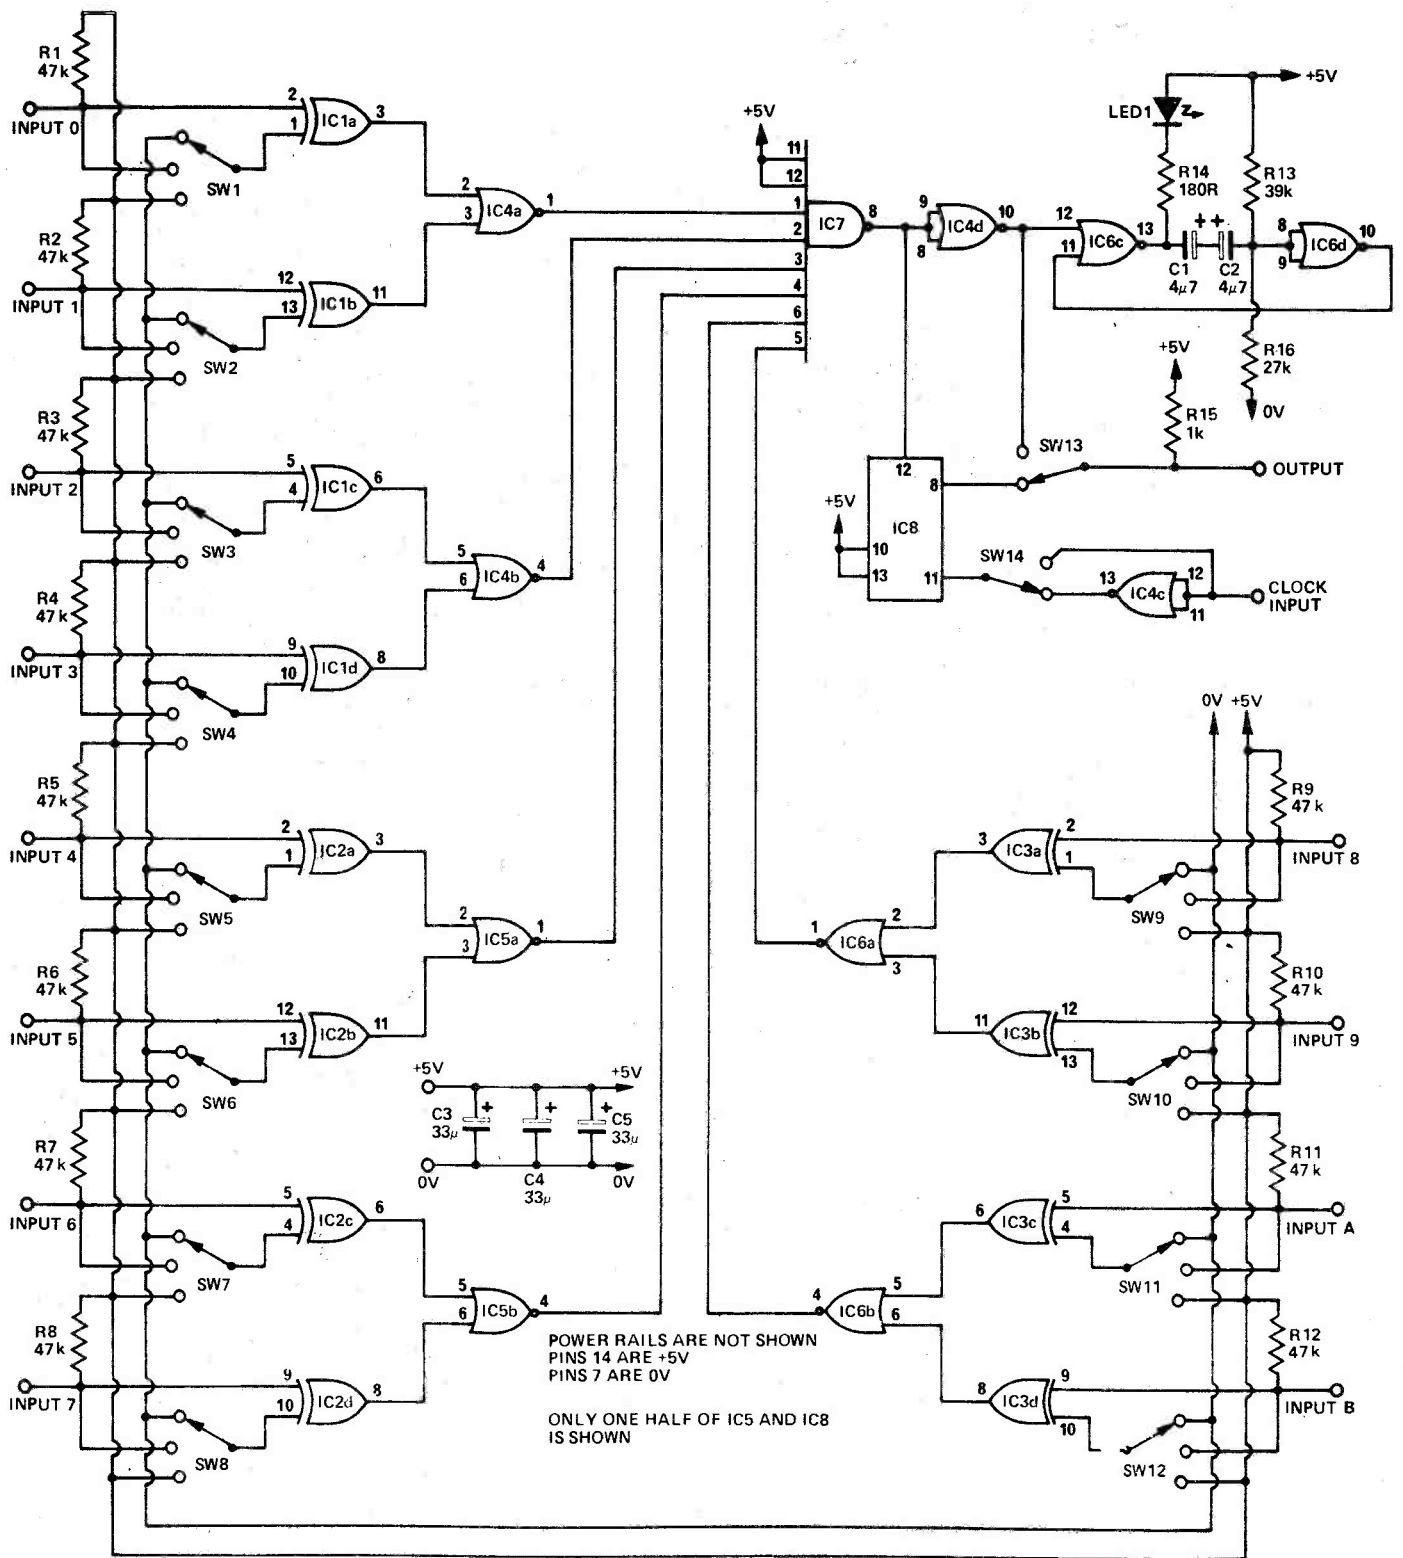 R1
47k
INPUT 0
2
1
IC1a
3
SW1
R2
47k
INPUT 1
12
13
IC1b
11
SW2
2
3
IC4a
1
R3
47k
INPUT 2
5
4
IC1c
6
SW3
R4
47k
INPUT 3
9
10
IC1d
8
SW4
5
6
IC4b
4
R5
47k
INPUT 4
2
1
IC2a
3
SW5
R6
47k
INPUT 5
12
13
IC2b
11
SW6
2
3
IC5a
1
R7
47k
INPUT 6
5
4
IC2c
6
SW7
R8
47k
INPUT 7
9
10
IC2d
8
SW8
5
6
IC5b
4
+5V
11
12
1
2
3
4
6
5
IC7
8
9
8
IC4d
10
12
11
IC6c
13
LED1
+5V
R14
180R
R13
39k
+ +
C1
4µ7
C2
4µ7
8
9
IC6d
10
R16
27k
0V
+5V
R15
1k
SW13
OUTPUT
12
8
+5V
IC8
10
13
11
SW14
13
IC4c
12
11
CLOCK
INPUT
0V +5V
R9
47k
INPUT 8
3
IC3a
2
1
SW9
R10
47k
INPUT 9
11
IC3b
12
13
SW10
1
IC6a
2
3
R11
47k
INPUT A
6
IC3c
5
4
SW11
R12
47k
INPUT B
8
IC3d
9
10
SW12
4
IC6b
5
6
+5V
+5V
C3
33µ
+
+
+
C5
33µ
0V
C4
33µ
0V
POWER RAILS ARE NOT SHOWN
PINS 14 ARE +5V
PINS 7 ARE 0V
ONLY ONE HALF OF IC5 AND IC8
IS SHOWN